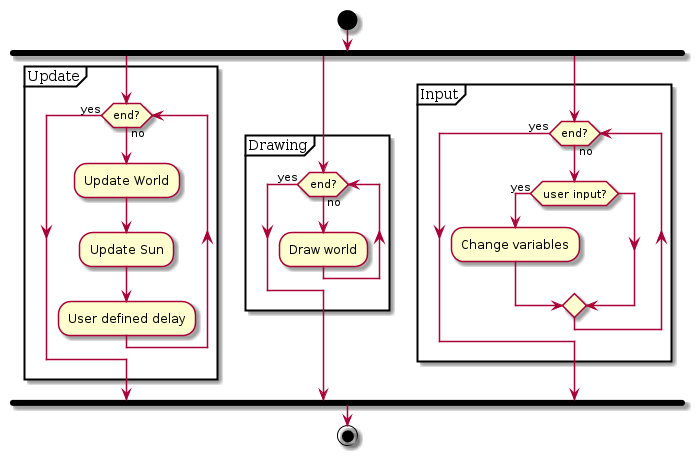 Update
end?
yes
no
Update World
Update Sun
User defined delay
Drawing
end?
yes
no
Draw world
Input
end?
yes
no
user input?
yes
Change variables